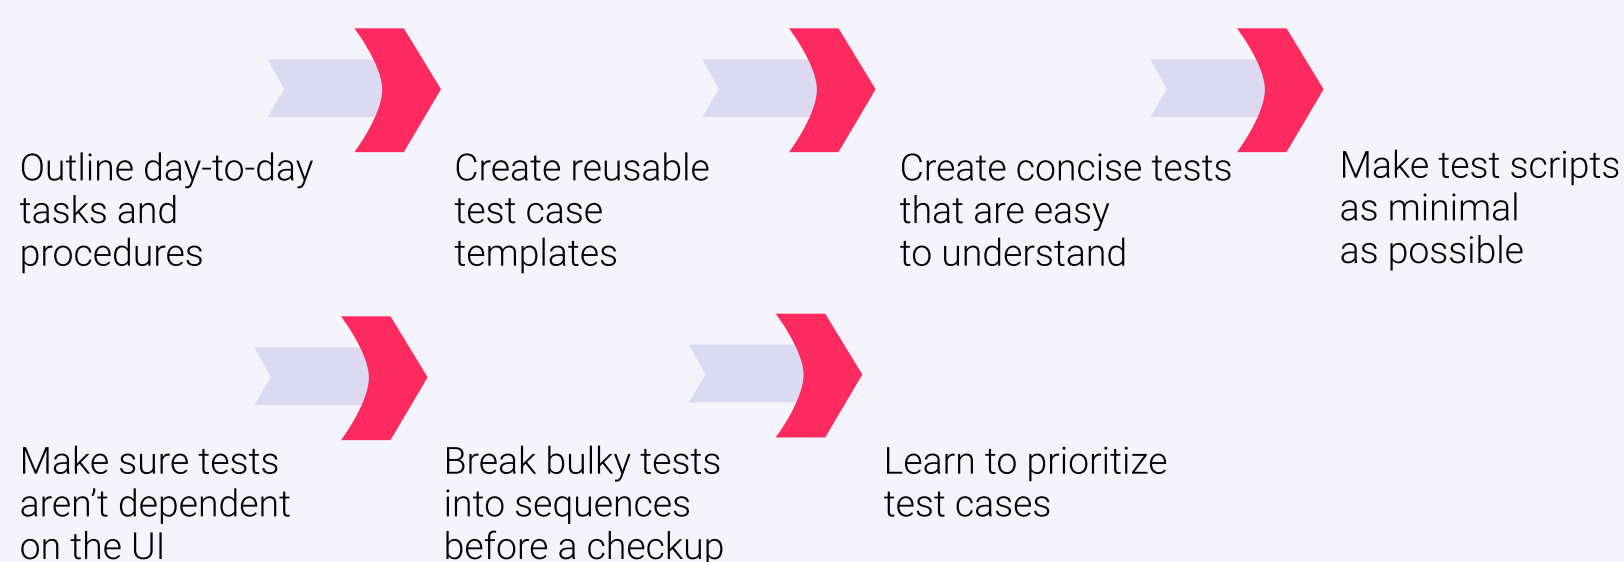 Outline day-to-day
tasks and
procedures
Create reusable
test case
templates
Create concise tests
that are easy
to understand
Make test scripts
as minimal
as possible
Make sure tests
aren’t dependent
on the UI
Break bulky tests
into sequences
before a checkup
Learn to prioritize
test cases